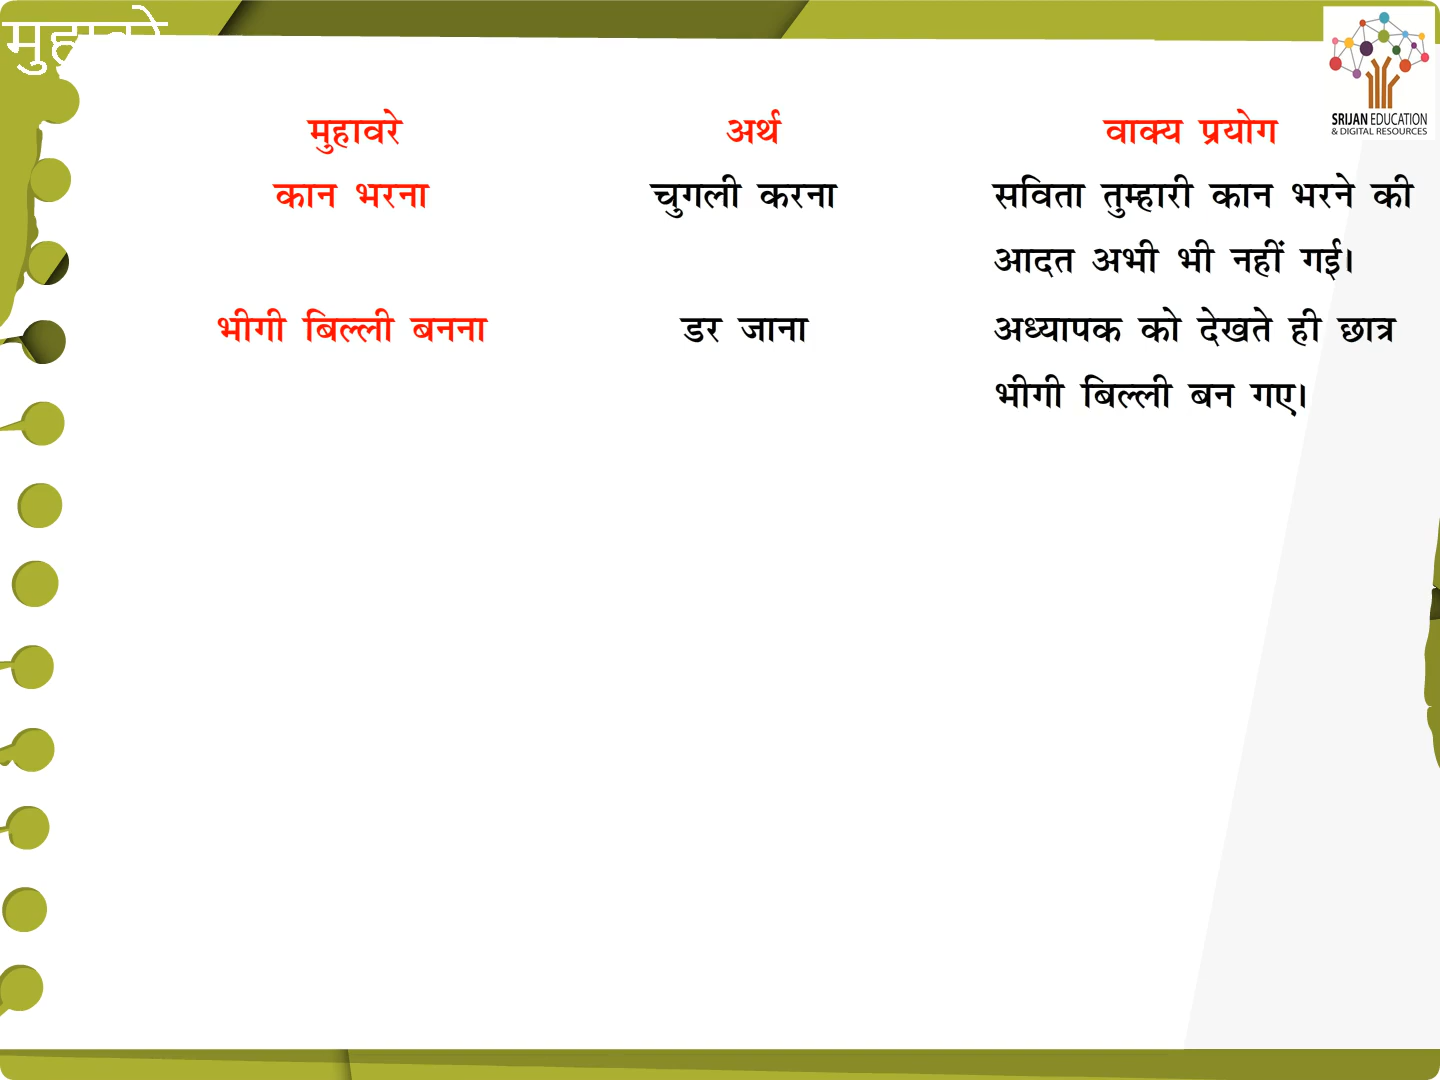 मुहावरे
SRIJAN EDUCATION
& DIGITAL RESOURCES
मुहावरे अर्थ वाक्य प्रयोग
कान भरना चुगली करना सविता तुम्हारी कान भरने की
आदत अभी भी नहीं गई।
भीगी बिल्ली बनना डर जाना अध्यापक को देखते ही छात्र
भीगी बिल्ली बन गए।